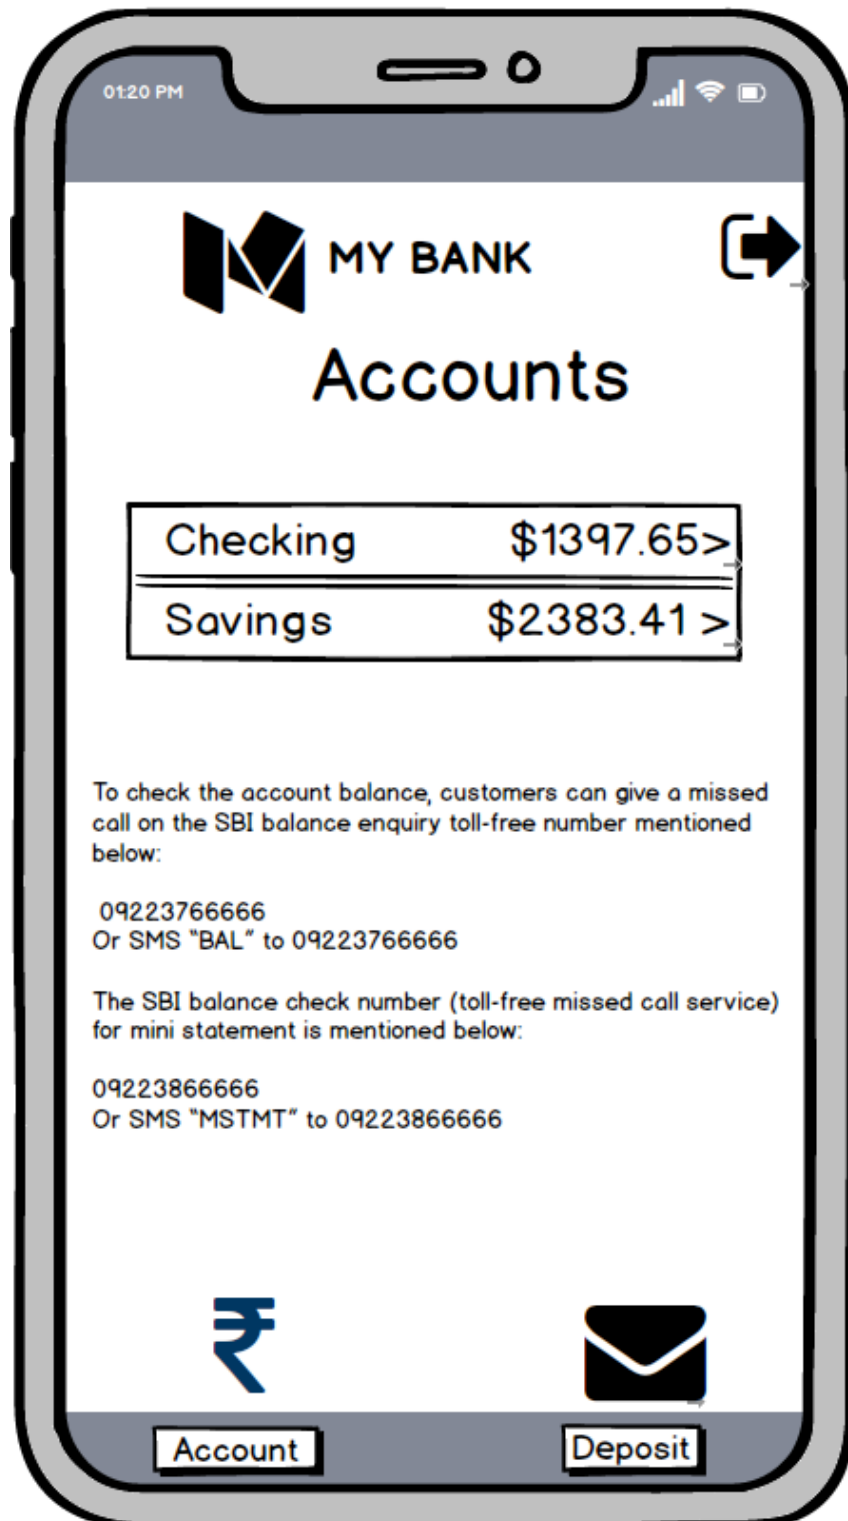 01:20 PM
MY BANK
Accounts
Checking $1397.65>
Savings $2383.41 >
To check the account balance, customers can give a missed
call on the SBI balance enquiry toll-free number mentioned
below:
09223766666
Or SMS "BAL" to 09223766666
The SBI balance check number (toll-free missed call service)
for mini statement is mentioned below:
09223866666
Or SMS "MSTMT" to 09223866666
₹
Account Deposit